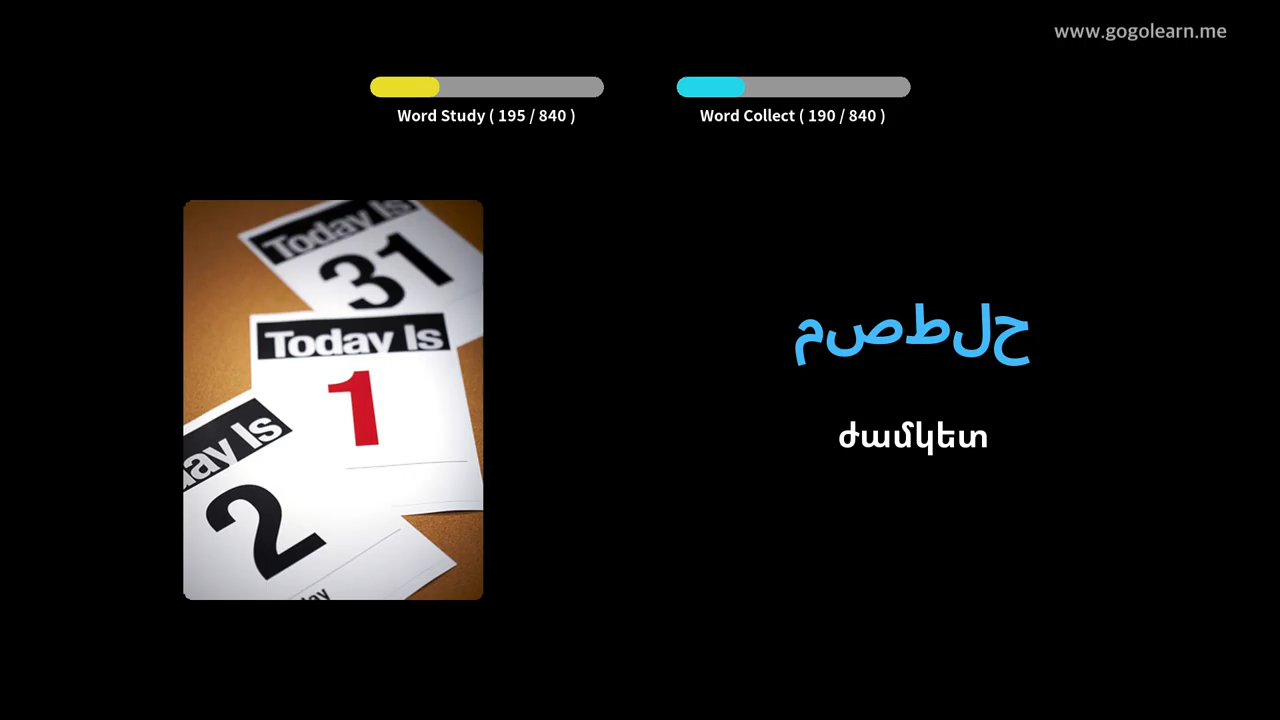 www.gogolearn.me
Word Study ( 195 / 840 )
Word Collect ( 190 / 840 )
Today Is
31
Today Is
1
ay Is
2
مصطلح
ժամկետ